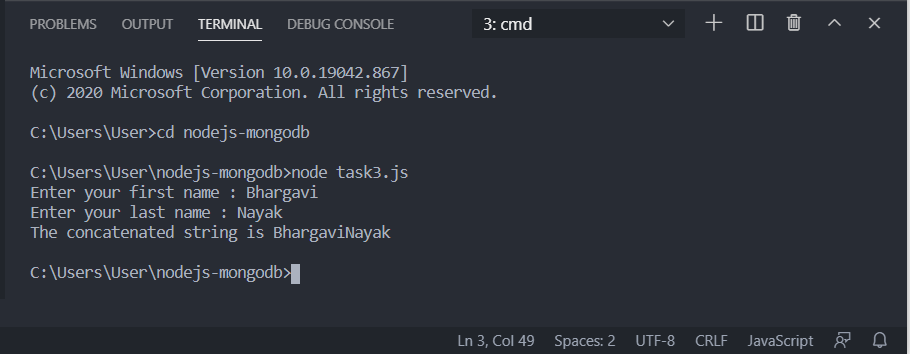 PROBLEMS OUTPUT TERMINAL DEBUG CONSOLE 3: cmd
Microsoft Windows [Version 10.0.19042.867]
(c) 2020 Microsoft Corporation. All rights reserved.
C:\Users\User>cd nodejs-mongodb
C:\Users\User\nodejs-mongodb>node task3.js
Enter your first name : Bhargavi
Enter your last name : Nayak
The concatenated string is BhargaviNayak
C:\Users\User\nodejs-mongodb>
Ln 3, Col 49 Spaces: 2 UTF-8 CRLF JavaScript